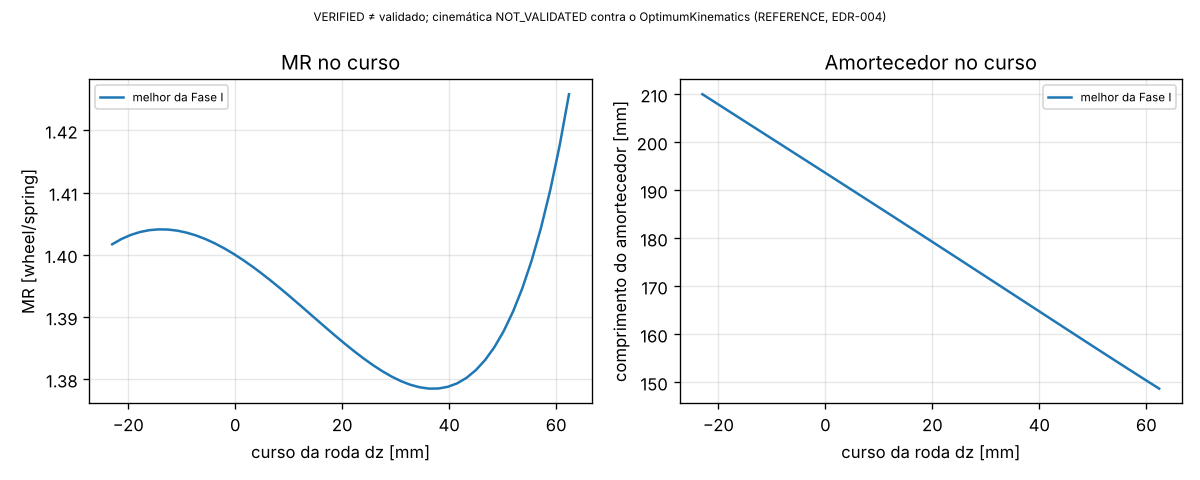 VERIFIED ≠ validado; cinemática NOT_VALIDATED contra o OptimumKinematics (REFERENCE, EDR-004)
MR no curso
melhor da Fase I
MR [wheel/spring]
1.42
1.41
1.40
1.39
1.38
−20
0
20
40
60
curso da roda dz [mm]
Amortecedor no curso
melhor da Fase I
comprimento do amortecedor [mm]
210
200
190
180
170
160
150
−20
0
20
40
60
curso da roda dz [mm]